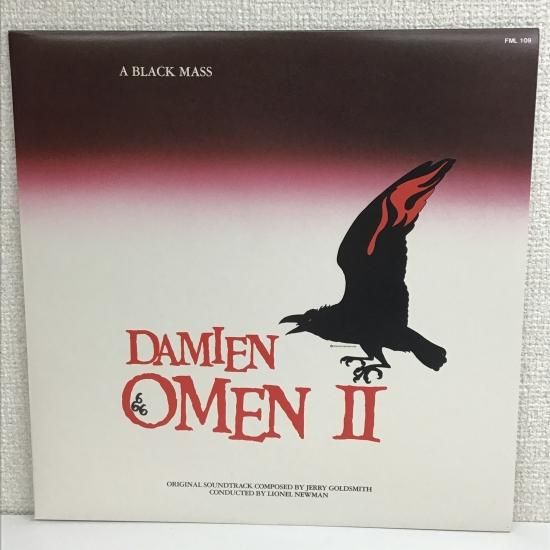 FML 109
A BLACK MASS
DAMIEN
OMEN II
666
ORIGINAL SOUNDTRACK COMPOSED BY JERRY GOLDSMITH
CONDUCTED BY LIONEL NEWMAN